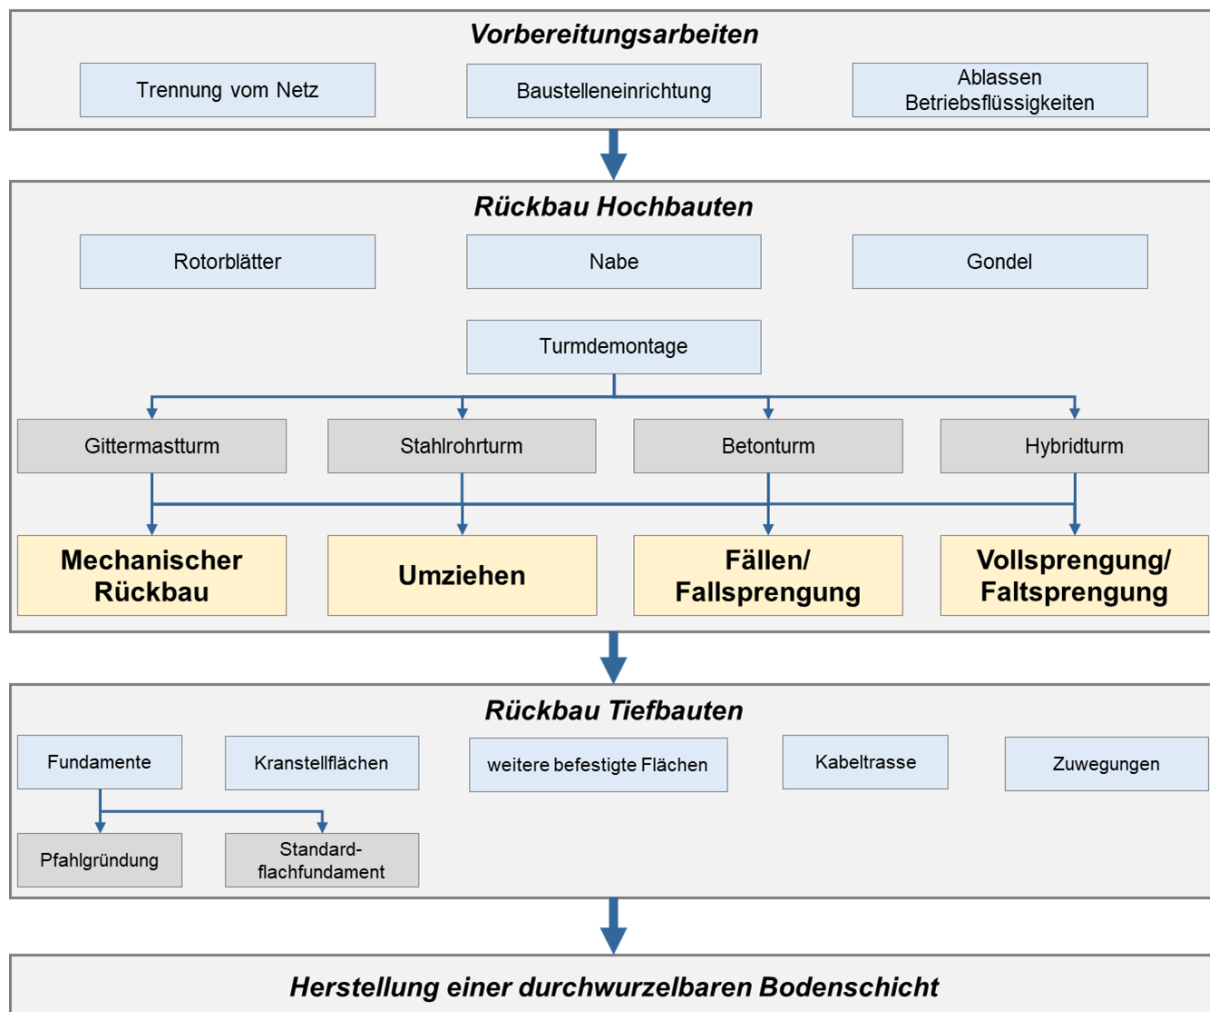 Vorbereitungsarbeiten
Trennung vom Netz
Baustelleneinrichtung
Ablassen
Betriebsflüssigkeiten
Rückbau Hochbauten
Rotorblätter
Nabe
Gondel
Turmdemontage
Gittermastturm
Stahlrohrturm
Betonturm
Hybridturm
Mechanischer
Rückbau
Umziehen
Fällen/
Fallsprengung
Vollsprengung/
Faltsprengung
Rückbau Tiefbauten
Fundamente
Kranstellflächen
weitere befestigte Flächen
Kabeltrasse
Zuwegungen
Pfahlgründung
Standard-
flachfundament
Herstellung einer durchwurzelbaren Bodenschicht